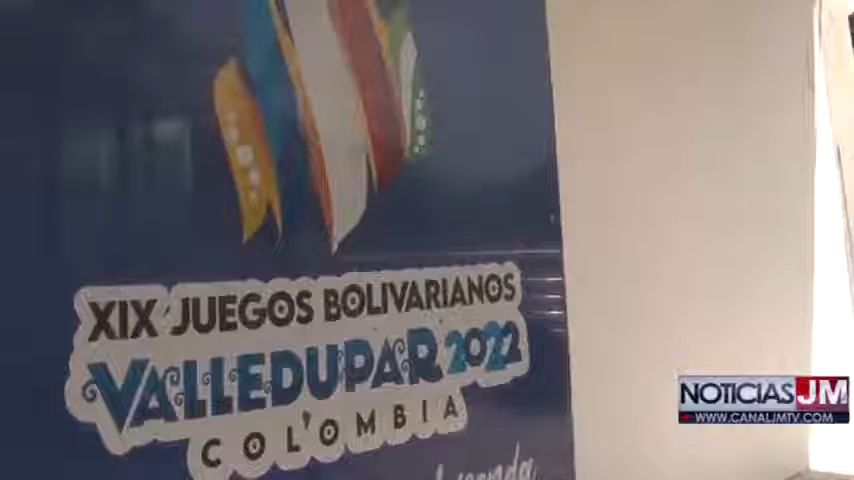 XIX JUEGOS BOLIVARIANOS
VALLEDUPAR 2022
COLOMBIA
NOTICIAS JM
WWW.CANALJMTV.COM